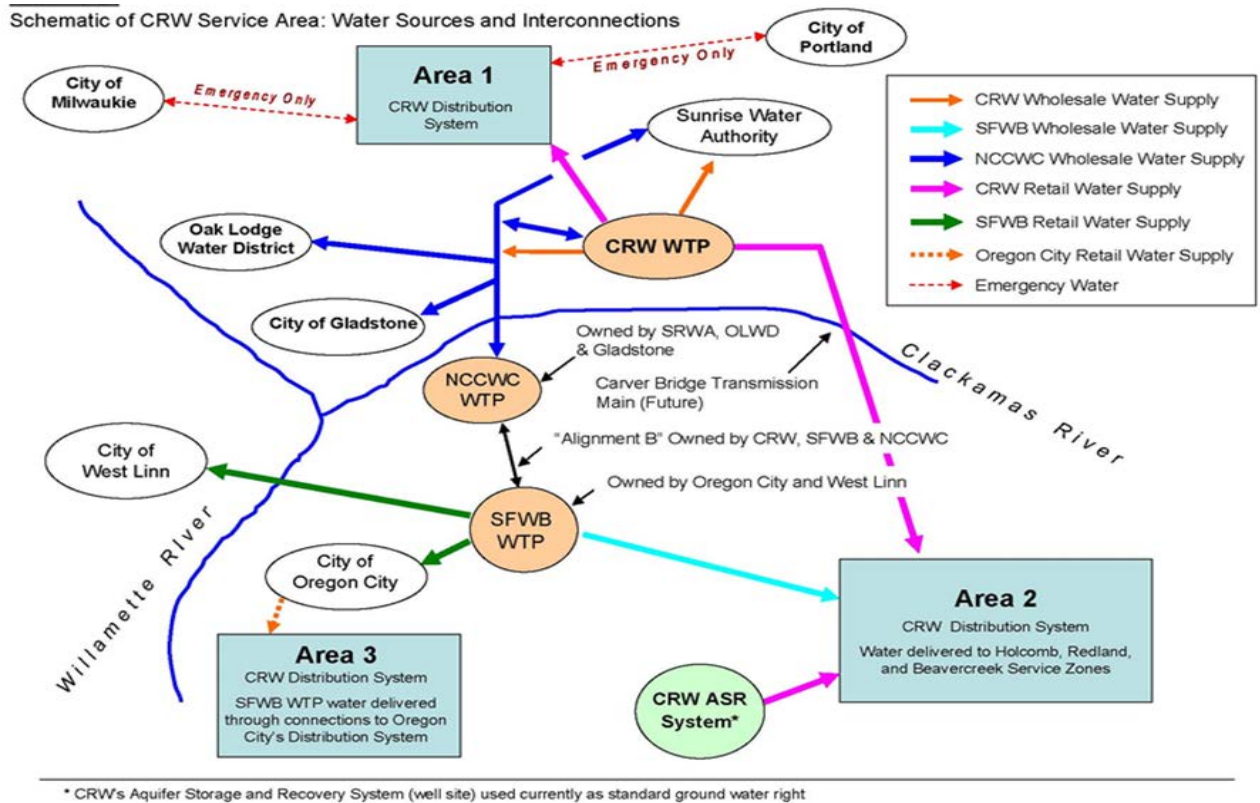 Schematic of CRW Service Area: Water Sources and Interconnections
City of
Portland
Emergency Only
Area 1
CRW Distribution
System
City of
Milwaukie
Emergency Only
Sunrise Water
Authority
CRW Wholesale Water Supply
SFWB Wholesale Water Supply
NCCWC Wholesale Water Supply
CRW Retail Water Supply
SFWB Retail Water Supply
Oregon City Retail Water Supply
Emergency Water
Oak Lodge
Water District
CRW WTP
City of Gladstone
Owned by SRWA, OLWD
& Gladstone
NCCWC
WTP
Carver Bridge Transmission
Main (Future)
Clackamas River
"Alignment B" Owned by CRW, SFWB & NCCWC
City of
West Linn
Owned by Oregon City and West Linn
SFWB
WTP
Willamette River
City of
Oregon City
Area 2
CRW Distribution System
Water delivered to Holcomb, Redland,
and Beavercreek Service Zones
Area 3
CRW Distribution System
SFWB WTP water delivered
through connections to Oregon
City's Distribution System
CRW ASR
System*
* CRW's Aquifer Storage and Recovery System (well site) used currently as standard ground water right